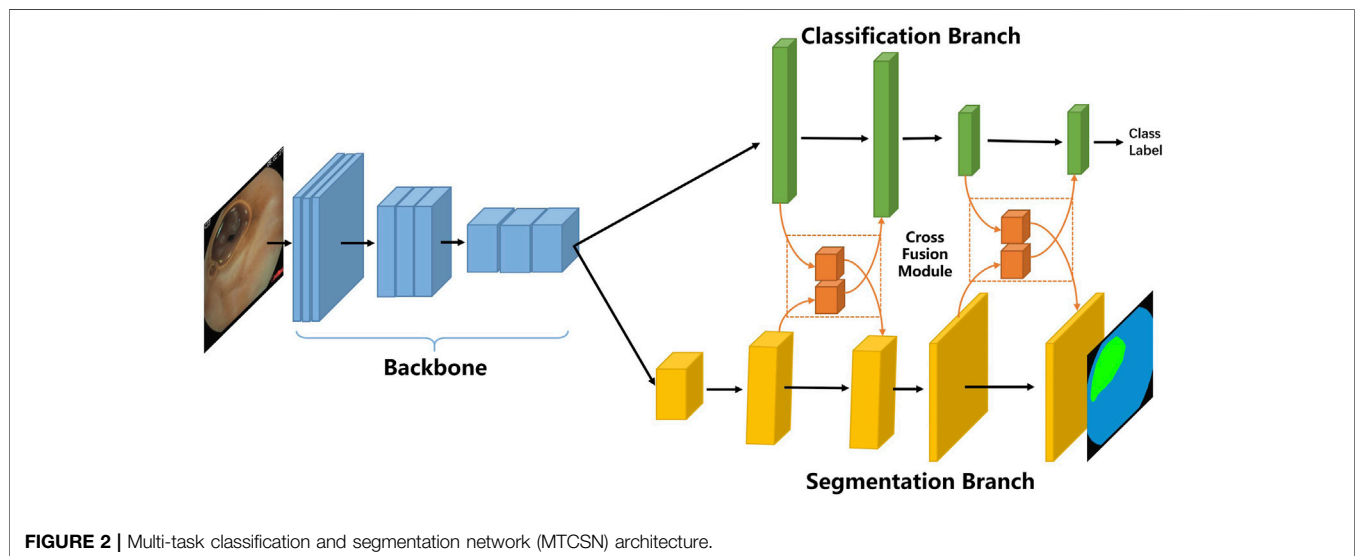 Classification Branch
Class
Label
Cross
Fusion
Module
Backbone
Segmentation Branch
FIGURE 2 | Multi-task classification and segmentation network (MTCSN) architecture.